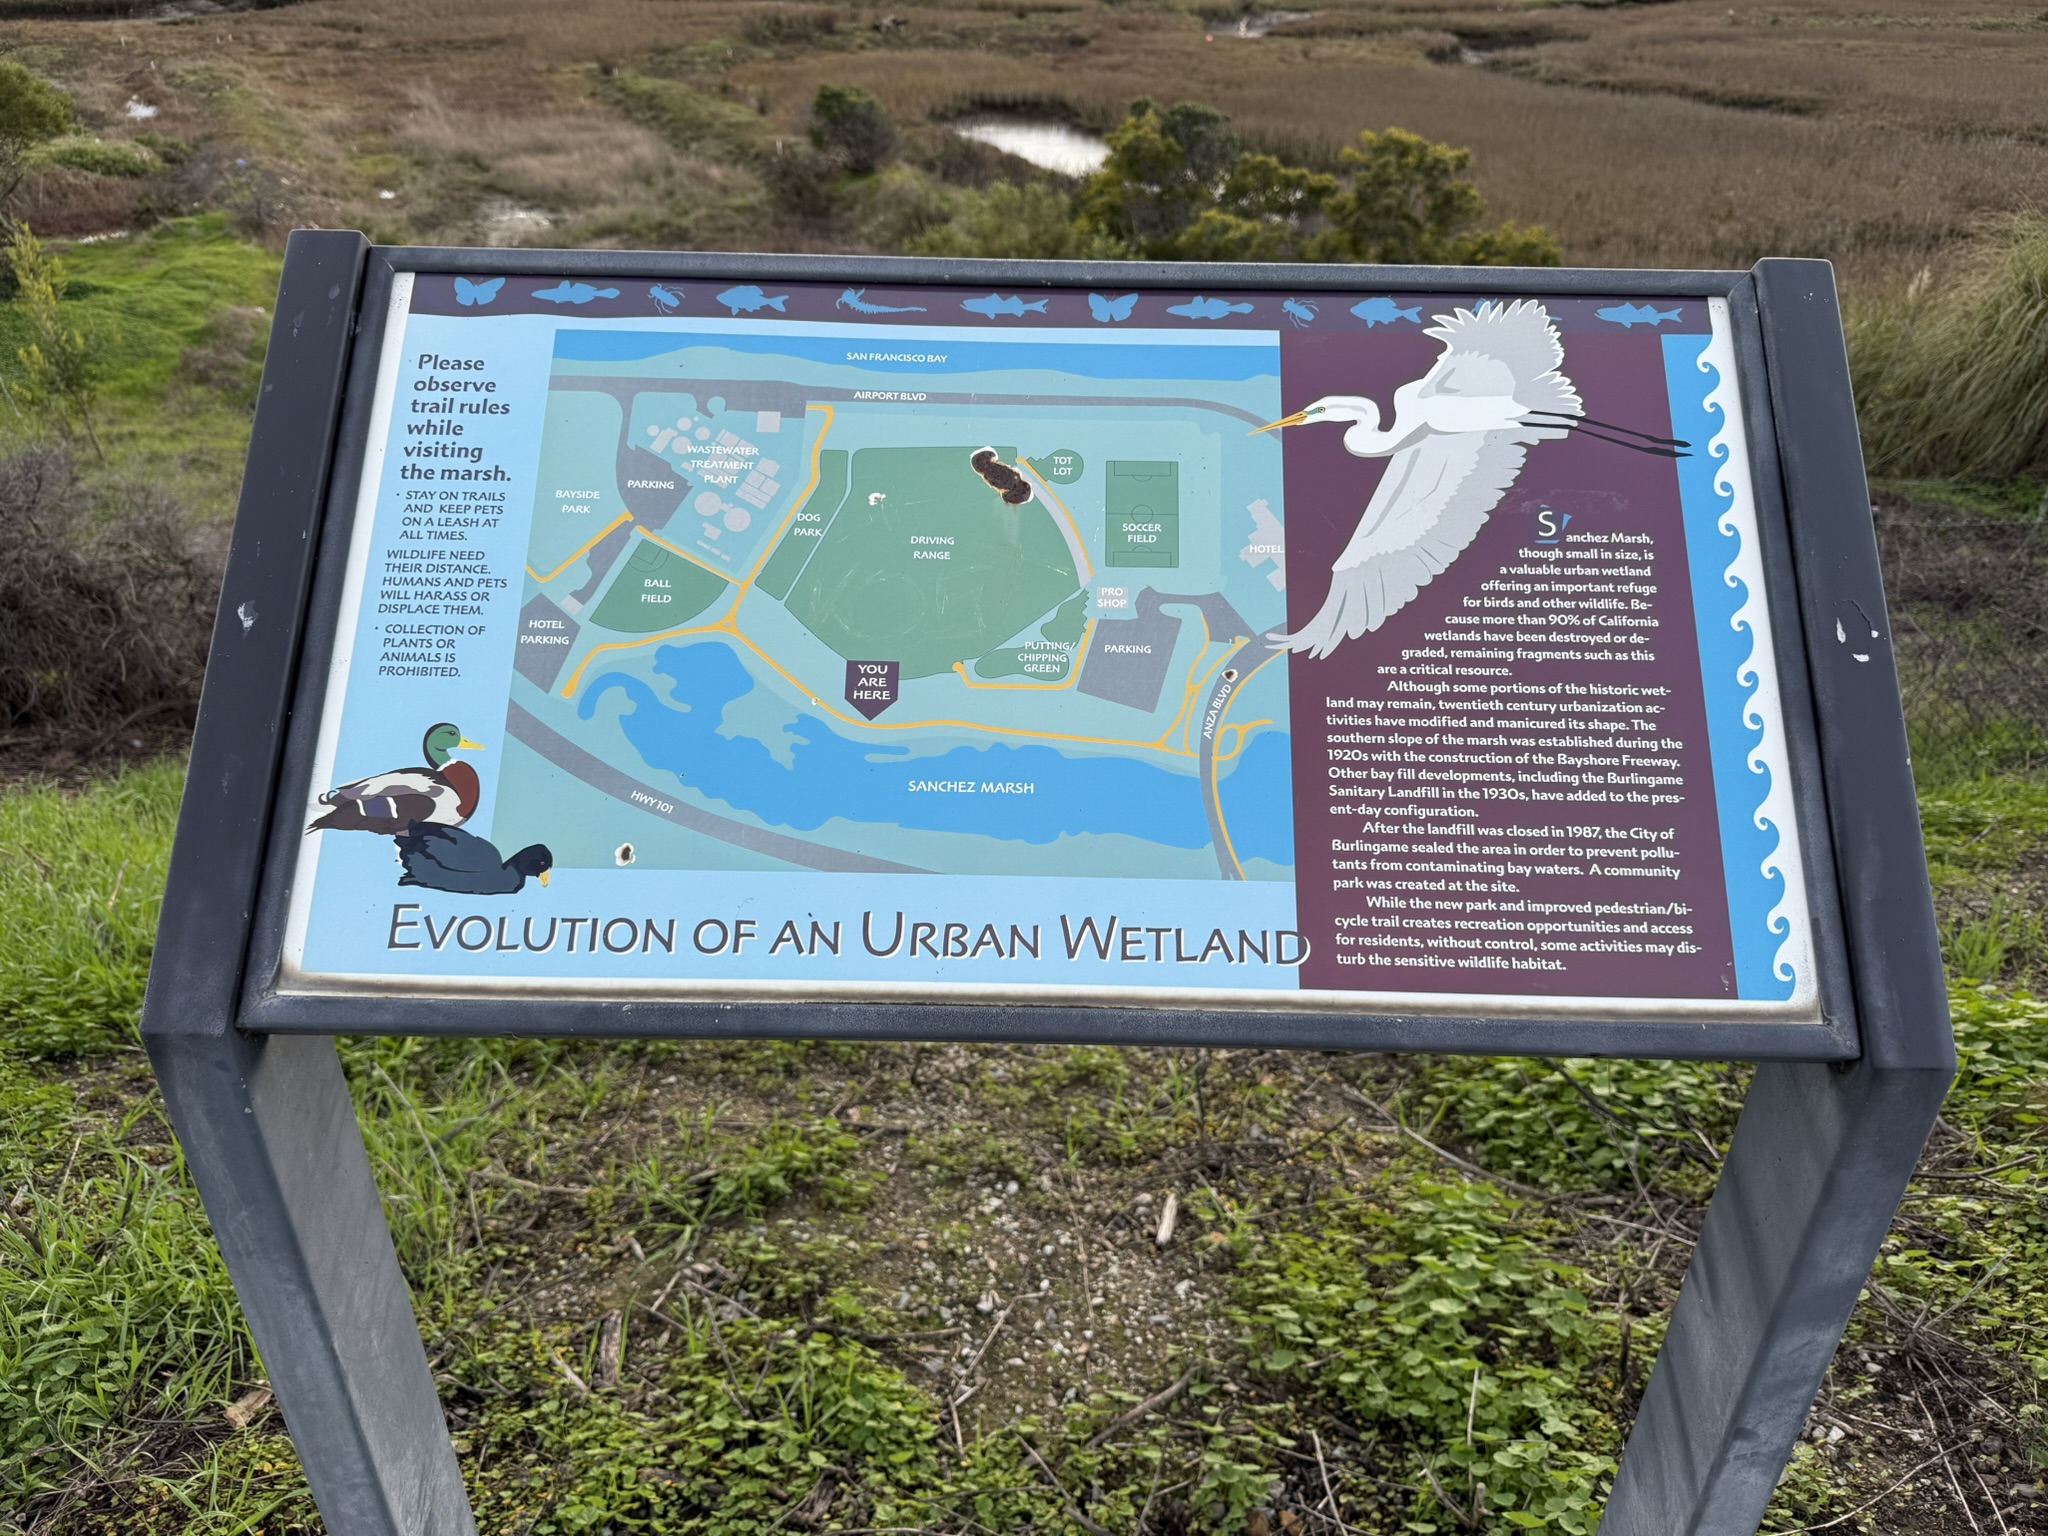 Please
observe
trail rules
while
visiting
the marsh.
· STAY ON TRAILS
AND KEEP PETS
ON A LEASH AT
ALL TIMES.
WILDLIFE NEED
THEIR DISTANCE.
HUMANS AND PETS
WILL HARASS OR
DISPLACE THEM.
· COLLECTION OF
PLANTS OR
ANIMALS IS
PROHIBITED.
SAN FRANCISCO BAY
AIRPORT BLVD
WASTEWATER
TREATMENT
PLANT
PARKING
BAYSIDE
PARK
DOG
PARK
DRIVING
RANGE
TOT
LOT
SOCCER
FIELD
HOTEL
BALL
FIELD
HOTEL
PARKING
PRO
SHOP
PUTTING/
CHIPPING
GREEN
PARKING
YOU
ARE
HERE
ANZA BLVD
SANCHEZ MARSH
HWY 101
EVOLUTION OF AN URBAN WETLAND
Sanchez Marsh,
though small in size, is
a valuable urban wetland
offering an important refuge
for birds and other wildlife. Be-
cause more than 90% of California
wetlands have been destroyed or de-
graded, remaining fragments such as this
are a critical resource.
Although some portions of the historic wet-
land may remain, twentieth century urbanization ac-
tivities have modified and manicured its shape. The
southern slope of the marsh was established during the
1920s with the construction of the Bayshore Freeway.
Other bay fill developments, including the Burlingame
Sanitary Landfill in the 1930s, have added to the pres-
ent-day configuration.
After the landfill was closed in 1987, the City of
Burlingame sealed the area in order to prevent pollu-
tants from contaminating bay waters. A community
park was created at the site.
While the new park and improved pedestrian/bi-
cycle trail creates recreation opportunities and access
for residents, without control, some activities may dis-
turb the sensitive wildlife habitat.